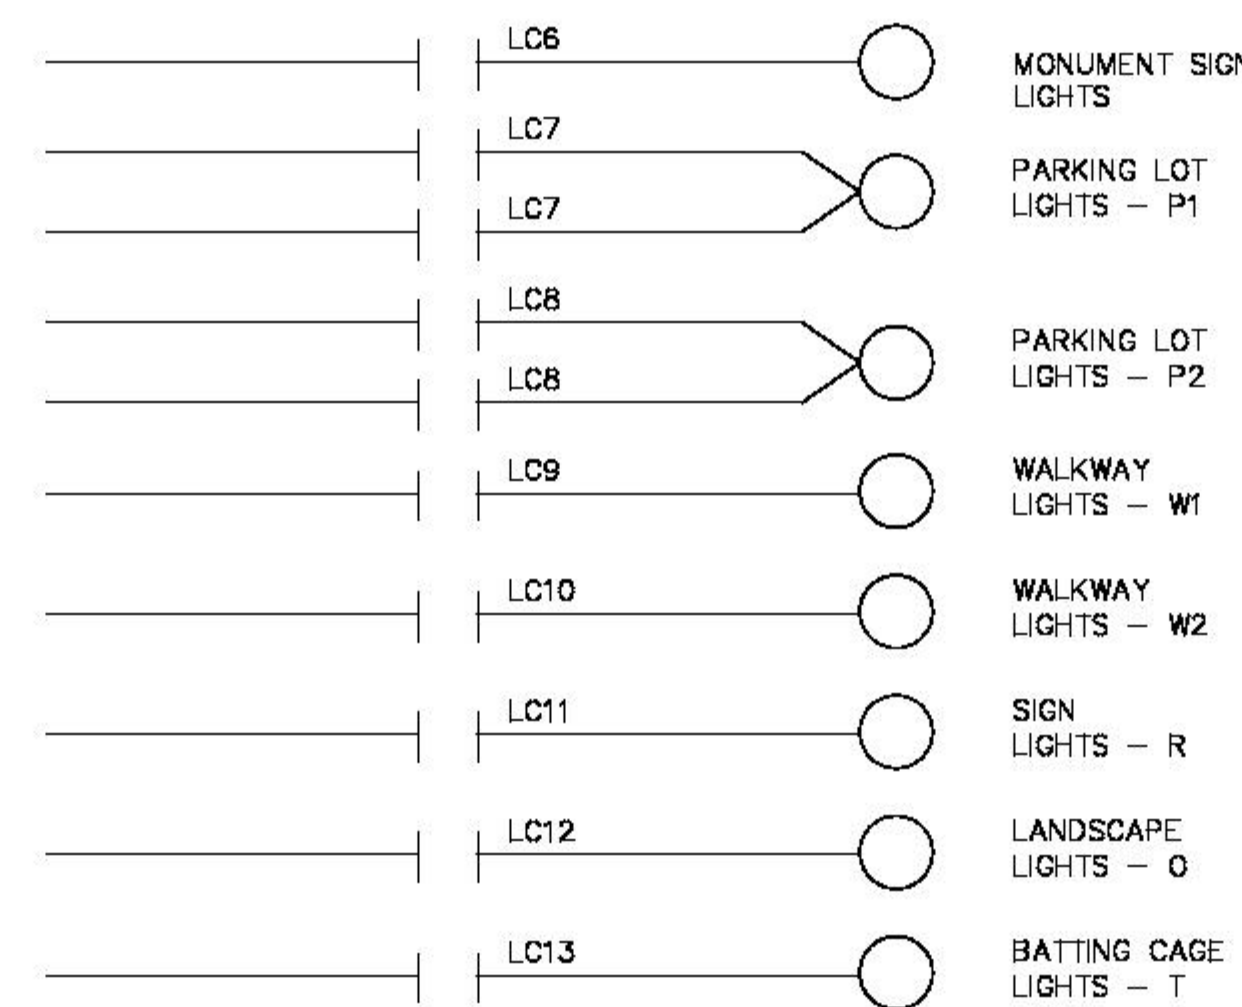 LC6
MONUMENT SIGN
LIGHTS
LC7
LC7
PARKING LOT
LIGHTS — P1
LC8
LC8
PARKING LOT
LIGHTS — P2
LC9
WALKWAY
LIGHTS — W1
LC10
WALKWAY
LIGHTS — W2
LC11
SIGN
LIGHTS — R
LC12
LANDSCAPE
LIGHTS — O
LC13
BATTING CAGE
LIGHTS — T